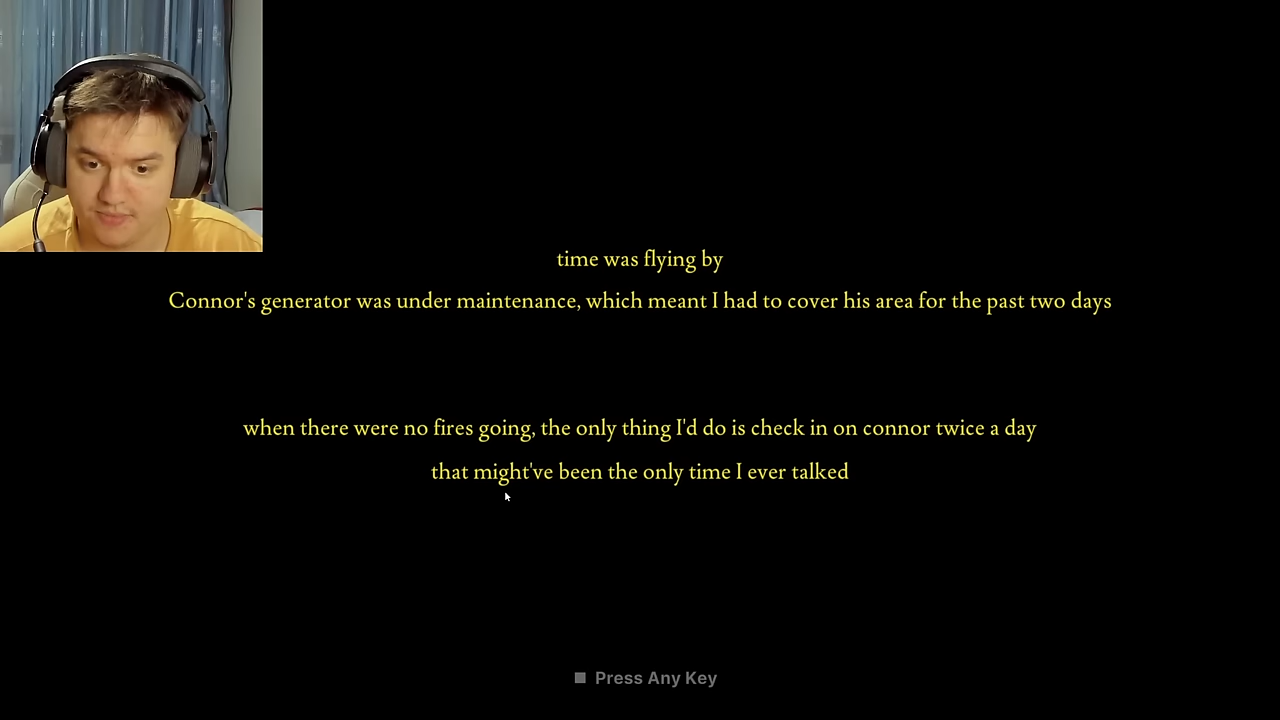 time was flying by
Connor's generator was under maintenance, which meant I had to cover his area for the past two days
when there were no fires going, the only thing I'd do is check in on connor twice a day
that might've been the only time I ever talked
Press Any Key